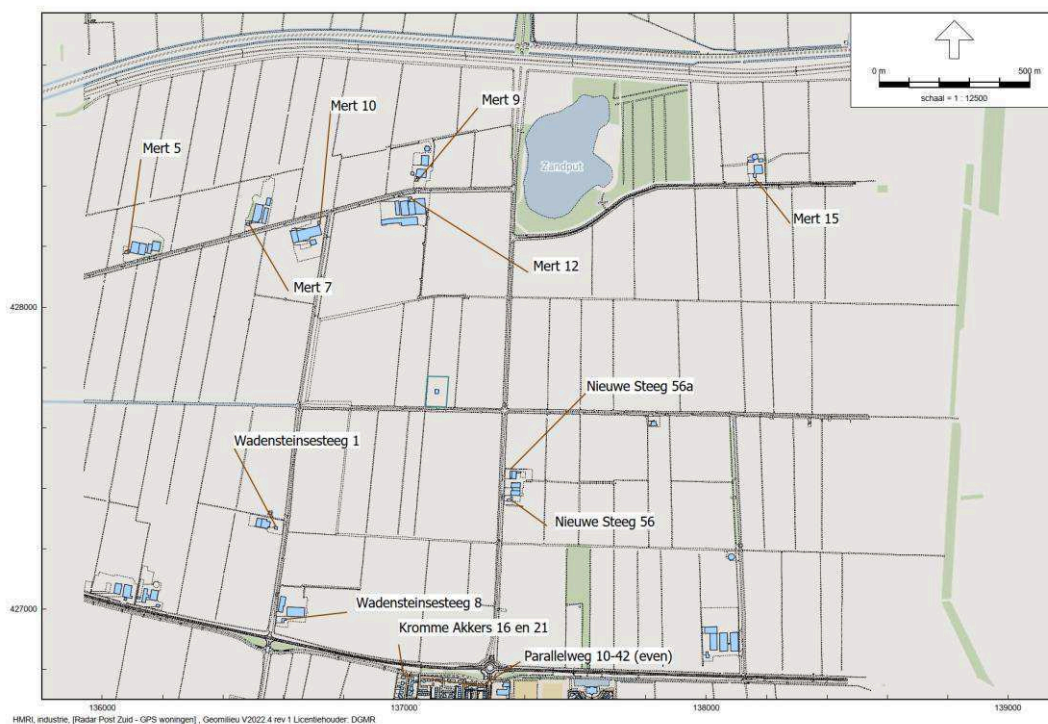 0 m 500 m
schaal = 1 : 12500
Mert 9
Mert 10
Mert 5
Zandput
Mert 15
Mert 12
Mert 7
428000
Nieuwe Steeg 56a
Wadensteinsesteeg 1
Nieuwe Steeg 56
427000
Wadensteinsesteeg 8
Kromme Akkers 16 en 21
Parallelweg 10-42 (even)
136000 137000 138000 139000
HMRI, industrie, [Radar Post Zuid - GPS woningen] , Geomilieu V2022.4 rev 1 Licentiehouder: DGMR